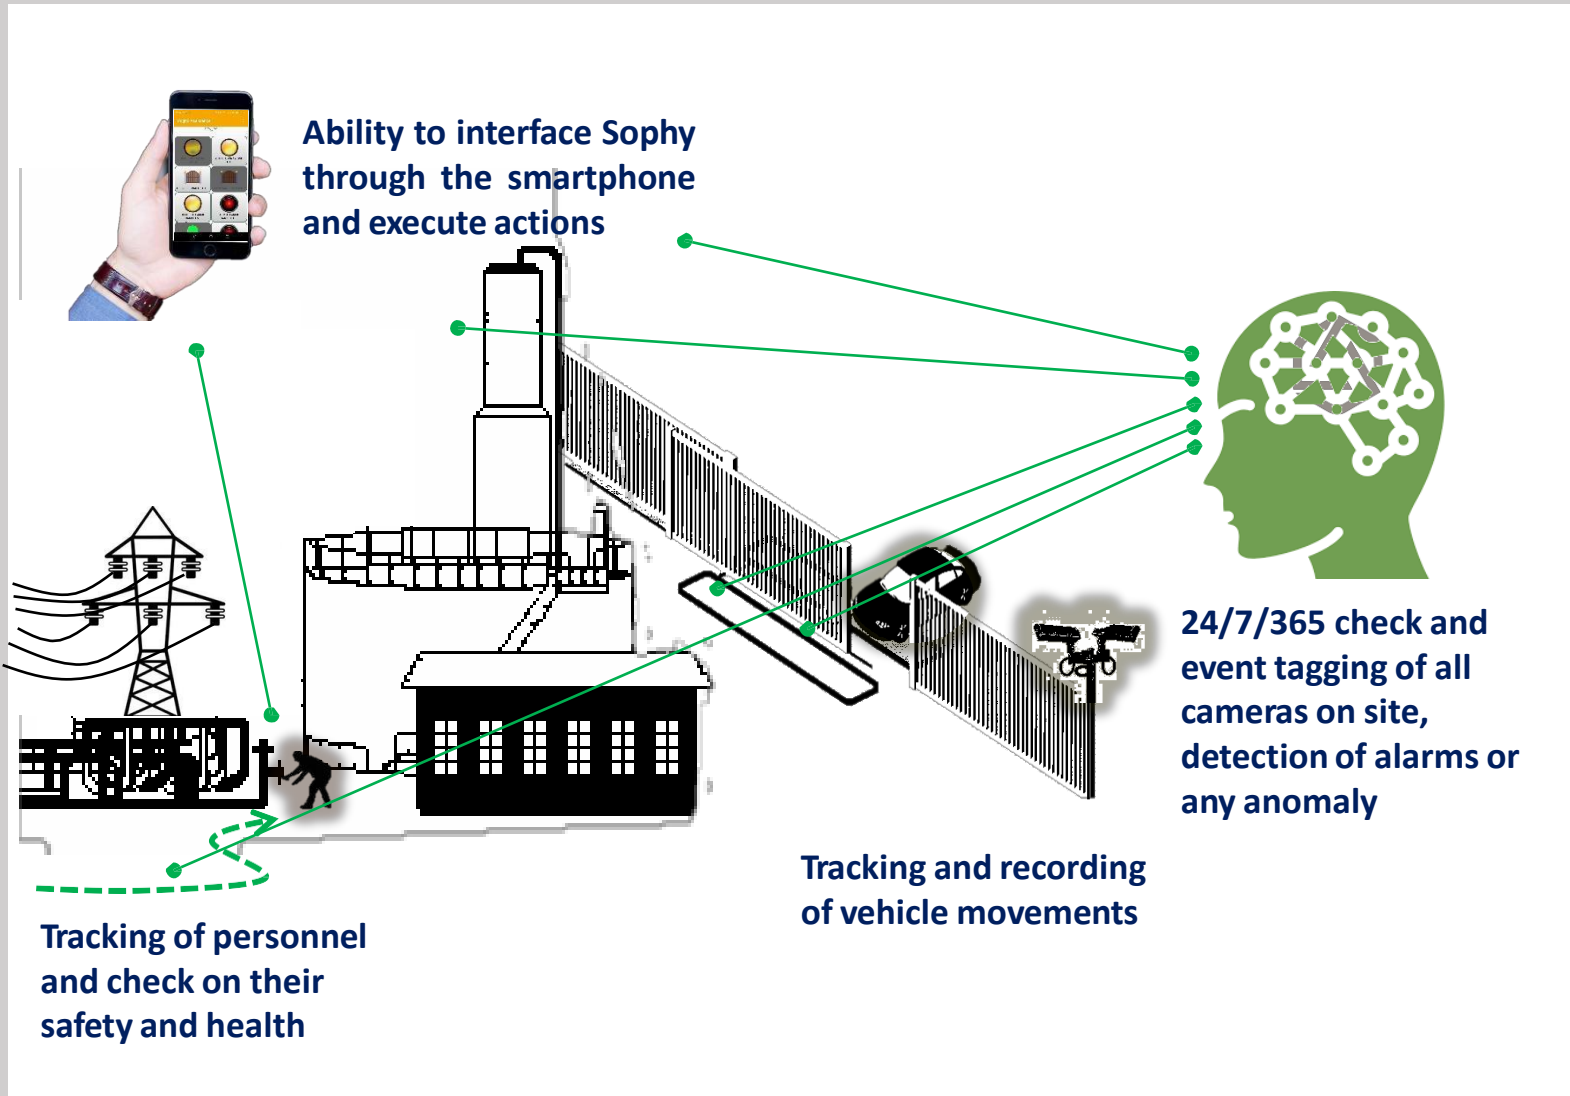 Ability to interface Sophy
through the smartphone
and execute actions
24/7/365 check and
event tagging of all
cameras on site,
detection of alarms or
any anomaly
Tracking and recording
of vehicle movements
Tracking of personnel
and check on their
safety and health